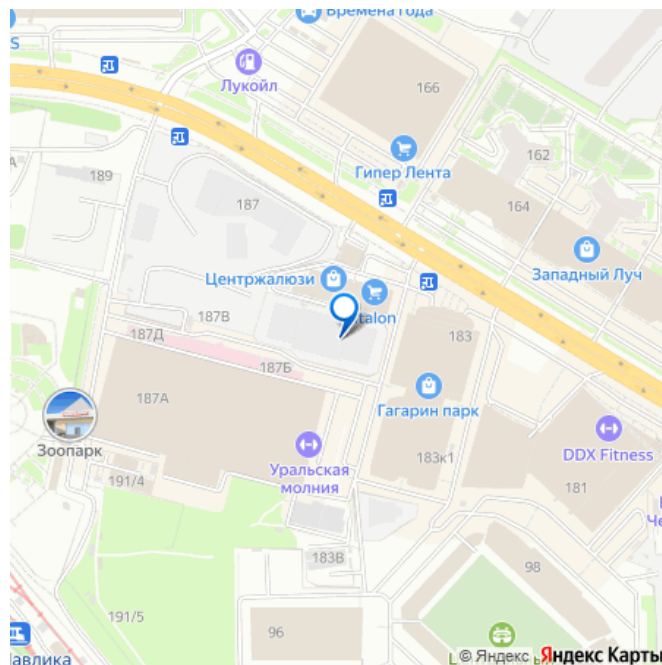 Времена года
S
Лукойл
166
Гипер Лента
162
189
187
164
Центржалюзи
Западный Луч
187В
talon
187Д
183
187Б
187А
Гагарин парк
Зоопарк
DDX Fitness
Уральская
молния
183к1
191/4
181
Че
183В
98
191/5
96
авлика
© Яндекс Яндекс Карты